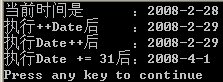 当前时间是　　：2008-2-28
执行++Date后　：2008-2-29
执行Date++后　：2008-2-29
执行Date += 31后：2008-4-1
Press any key to continue